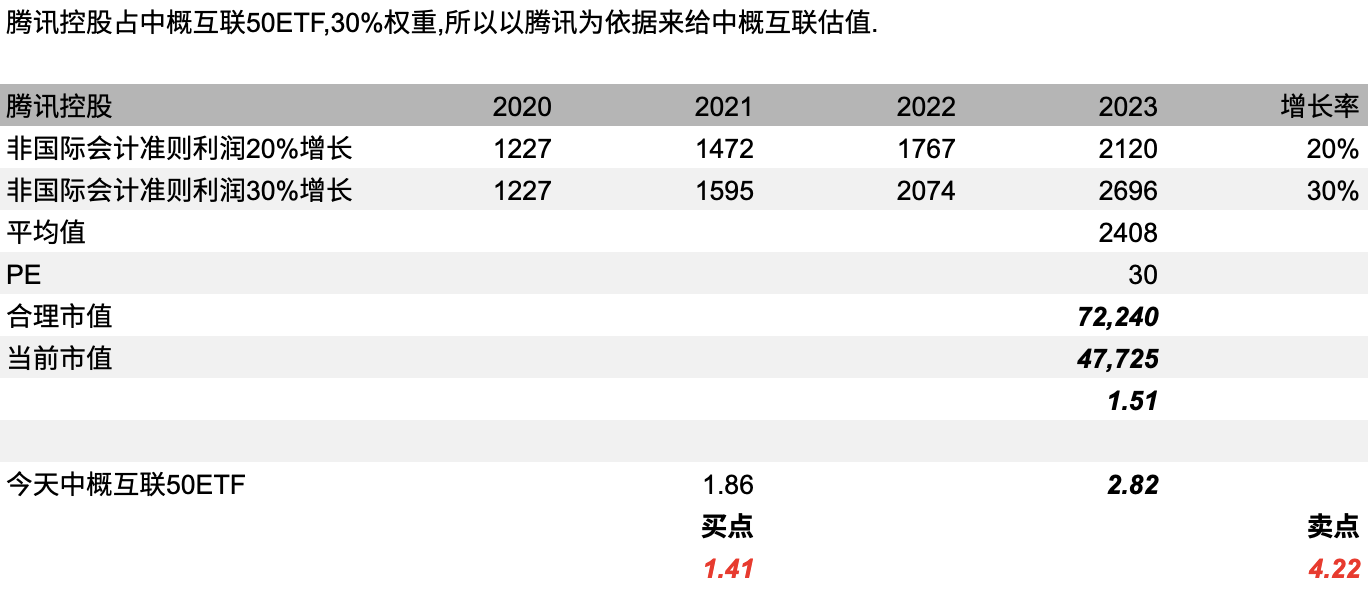 腾讯控股占中概互联50ETF,30%权重,所以以腾讯为依据来给中概互联估值.
腾讯控股 2020 2021 2022 2023 增长率
非国际会计准则利润20%增长 1227 1472 1767 2120 20%
非国际会计准则利润30%增长 1227 1595 2074 2696 30%
平均值 2408
PE 30
合理市值 72,240
当前市值 47,725
1.51
今天中概互联50ETF 1.86 2.82
买点 卖点
1.41 4.22